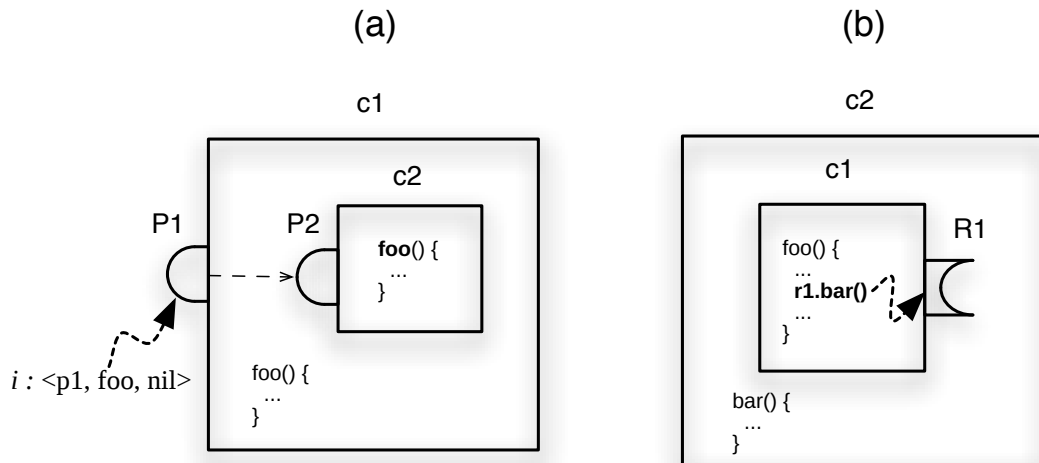 (a)
c1
c2
P1
P2
foo() {
...
}
i : <p1, foo, nil>
foo() {
...
}
(b)
c2
c1
R1
foo() {
...
r1.bar()
...
}
bar() {
...
}